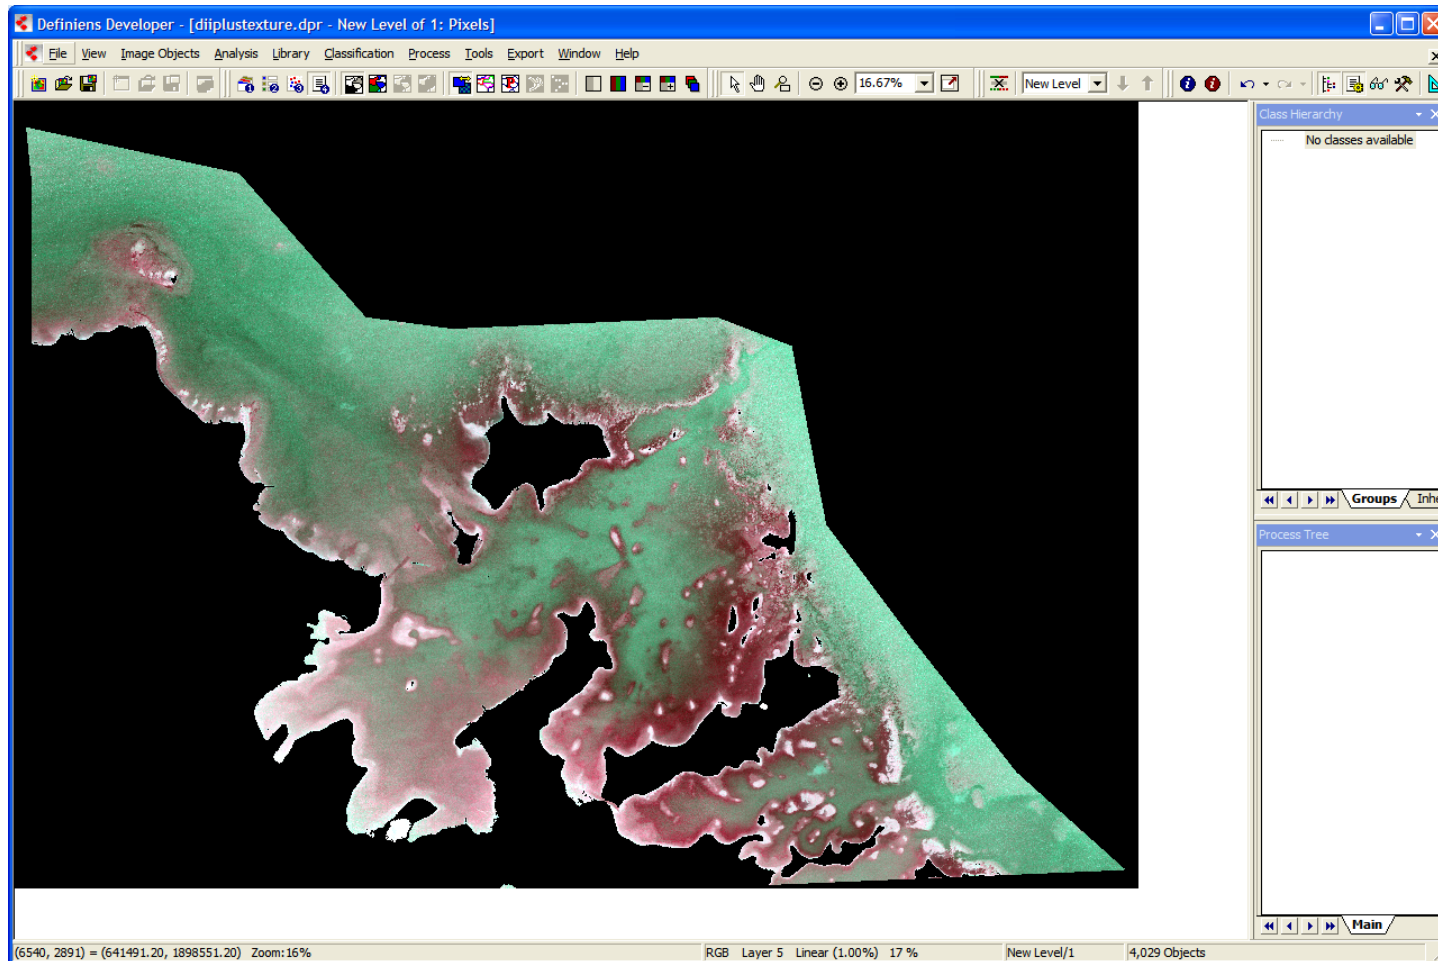 Definiens Developer - [diiplustexture.dpr - New Level of 1: Pixels]
File View Image Objects Analysis Library Classification Process Tools Export Window Help
16.67% New Level
Class Hierarchy
No classes available
Groups Inhe
Process Tree
Main
(6540, 2891) = (641491.20, 1898551.20) Zoom:16% RGB Layer 5 Linear (1.00%) 17 % New Level/1 4,029 Objects